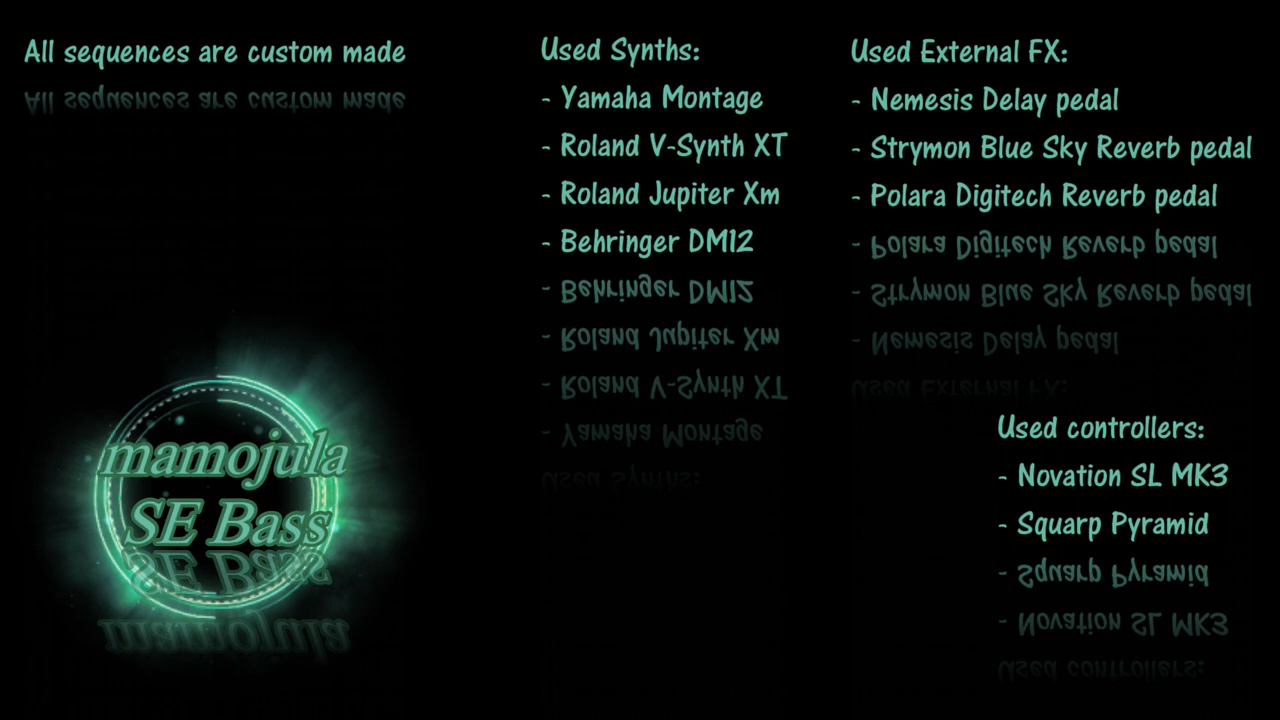 All sequences are custom made
Used Synths:
- Yamaha Montage
- Roland V-Synth XT
- Roland Jupiter Xm
- Behringer DM12
Used External FX:
- Nemesis Delay pedal
- Strymon Blue Sky Reverb pedal
- Polara Digitech Reverb pedal
Used controllers:
- Novation SL MK3
- Squarp Pyramid
mamojula
SE Bass